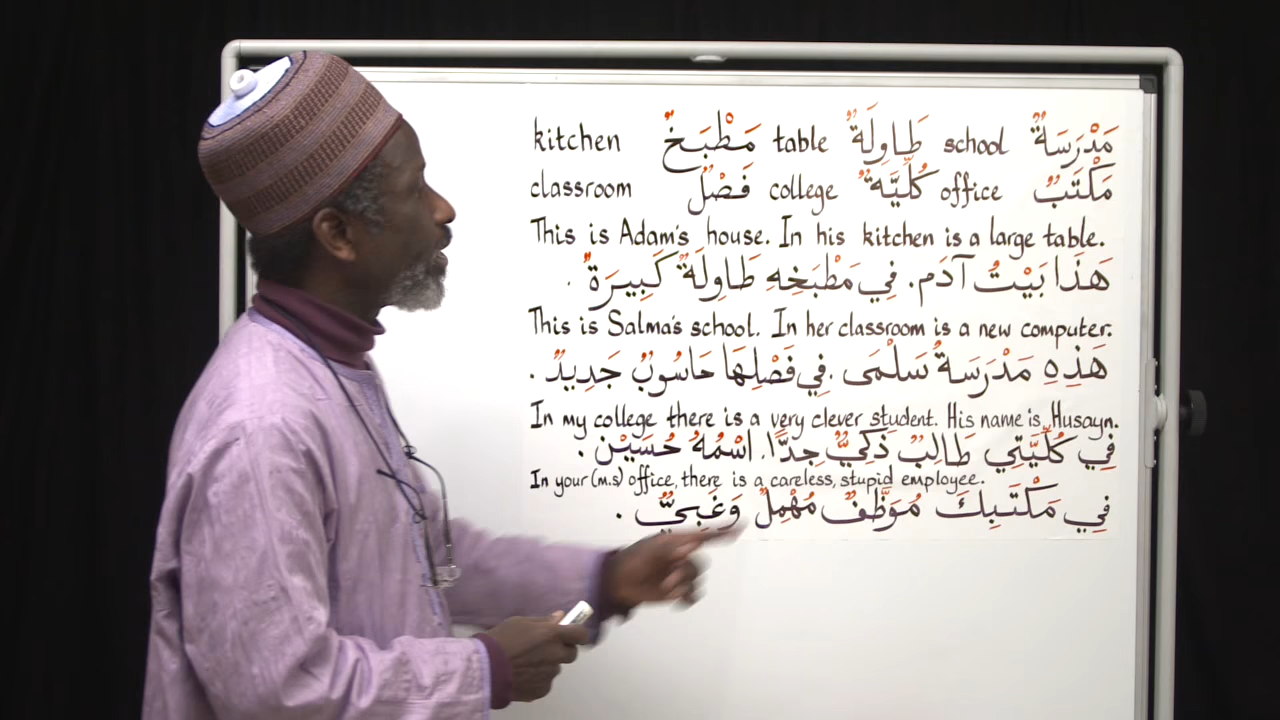 kitchen مَطْبَخٌ table طَاوِلَةٌ school مَدْرَسَةٌ
classroom فَصْلٌ college كُلِّيَّةٌ office مَكْتَبٌ
This is Adam's house. In his kitchen is a large table.
هَذَا بَيْتُ آدَم. فِي مَطْبَخِهِ طَاوِلَةٌ كَبِيرَةٌ.
This is Salma's school. In her classroom is a new computer.
هَذِهِ مَدْرَسَةُ سَلْمَى. فِي فَصْلِهَا حَاسُوبٌ جَدِيدٌ.
In my college there is a very clever student. His name is Husayn.
فِي كُلِّيَّتِي طَالِبٌ ذَكِيٌّ جِدًّا. اسْمُهُ حُسَيْن.
In your (m.s) office, there is a careless, stupid employee.
فِي مَكْتَبِكَ مُوَظَّفٌ مُهْمِلٌ وَغَبِيٌّ.